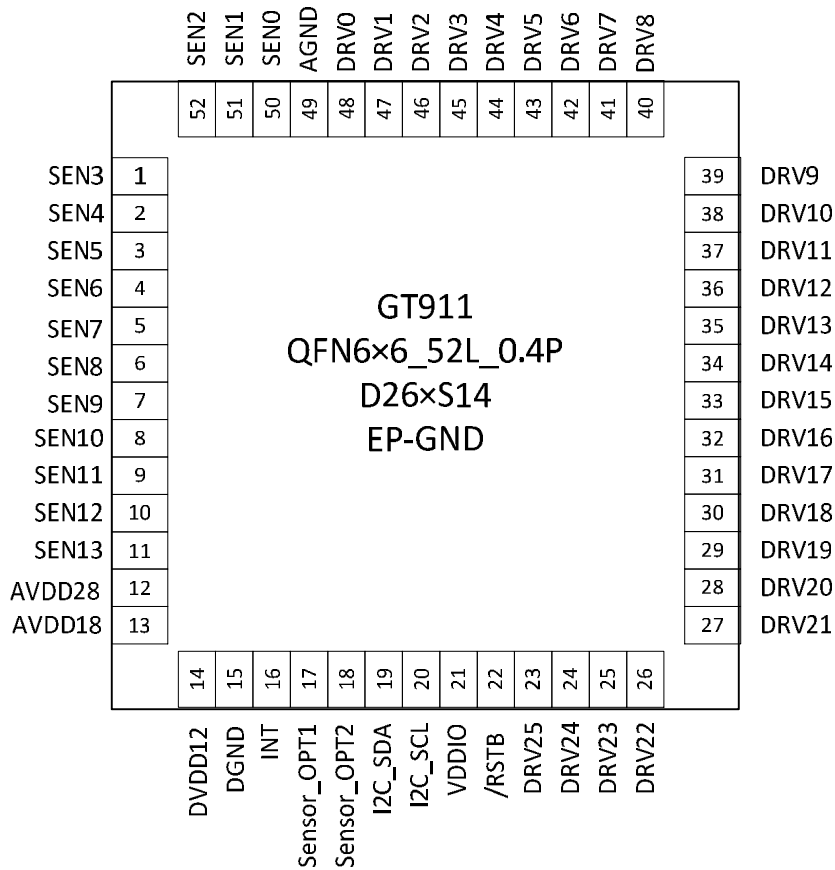 SEN2 SEN1 SEN0 AGND DRV0 DRV1 DRV2 DRV3 DRV4 DRV5 DRV6 DRV7 DRV8
52 51 50 49 48 47 46 45 44 43 42 41 40
SEN3 1 39 DRV9
SEN4 2 38 DRV10
SEN5 3 37 DRV11
SEN6 4 36 DRV12
SEN7 5 35 DRV13
SEN8 6 34 DRV14
SEN9 7 33 DRV15
SEN10 8 32 DRV16
SEN11 9 31 DRV17
SEN12 10 30 DRV18
SEN13 11 29 DRV19
AVDD28 12 28 DRV20
AVDD18 13 27 DRV21
GT911
QFN6×6_52L_0.4P
D26×S14
EP-GND
14 15 16 17 18 19 20 21 22 23 24 25 26
DVDD12 DGND INT Sensor_OPT1 Sensor_OPT2 I2C_SDA I2C_SCL VDDIO /RSTB DRV25 DRV24 DRV23 DRV22